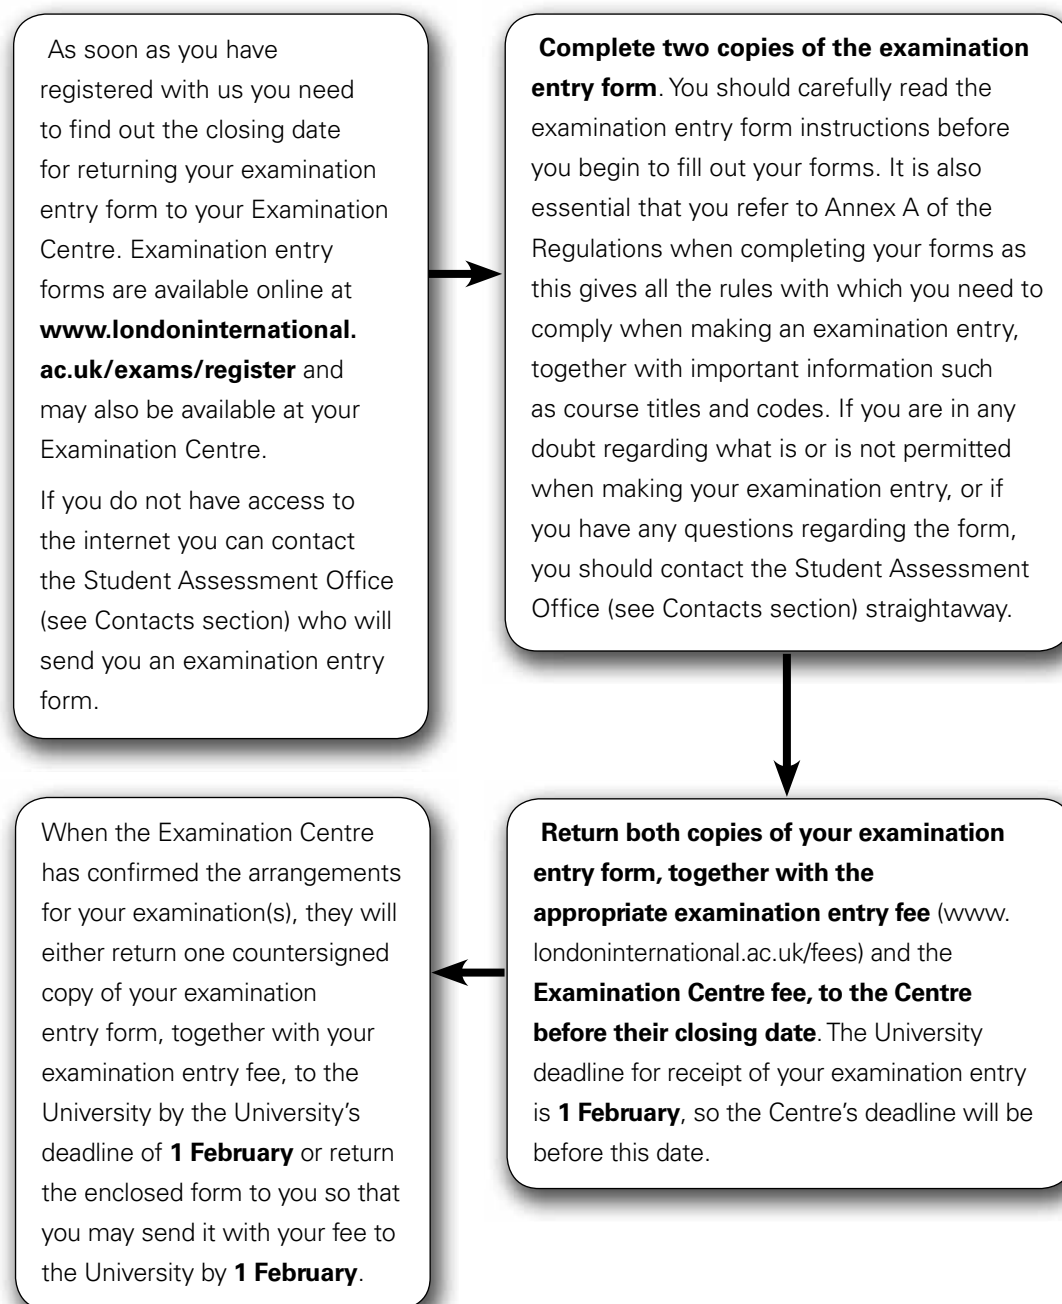 As soon as you have
registered with us you need
to find out the closing date
for returning your examination
entry form to your Examination
Centre. Examination entry
forms are available online at
www.londoninternational.
ac.uk/exams/register and
may also be available at your
Examination Centre.
If you do not have access to
the internet you can contact
the Student Assessment Office
(see Contacts section) who will
send you an examination entry
form.
Complete two copies of the examination
entry form. You should carefully read the
examination entry form instructions before
you begin to fill out your forms. It is also
essential that you refer to Annex A of the
Regulations when completing your forms as
this gives all the rules with which you need to
comply when making an examination entry,
together with important information such
as course titles and codes. If you are in any
doubt regarding what is or is not permitted
when making your examination entry, or if
you have any questions regarding the form,
you should contact the Student Assessment
Office (see Contacts section) straightaway.
Return both copies of your examination
entry form, together with the
appropriate examination entry fee (www.
londoninternational.ac.uk/fees) and the
Examination Centre fee, to the Centre
before their closing date. The University
deadline for receipt of your examination entry
is 1 February, so the Centre's deadline will be
before this date.
When the Examination Centre
has confirmed the arrangements
for your examination(s), they will
either return one countersigned
copy of your examination
entry form, together with your
examination entry fee, to the
University by the University's
deadline of 1 February or return
the enclosed form to you so that
you may send it with your fee to
the University by 1 February.